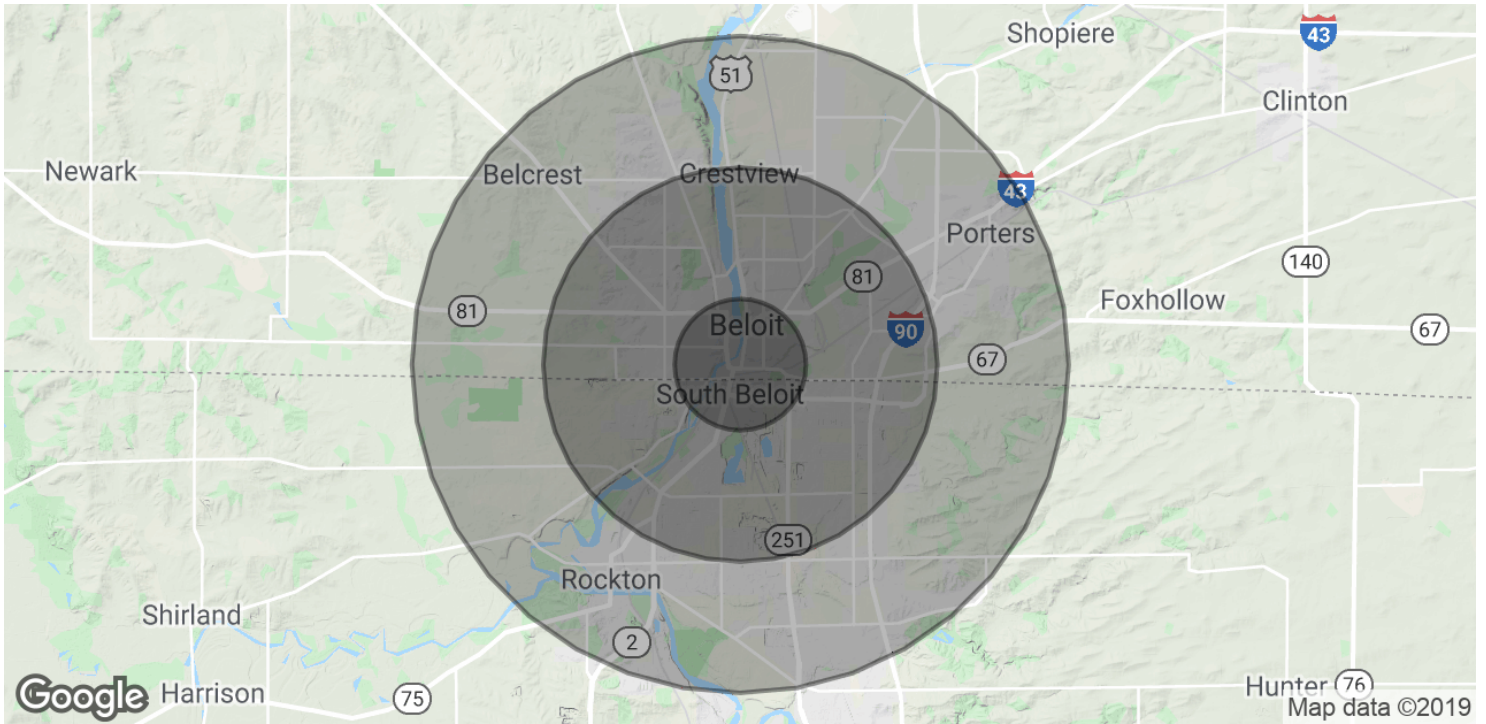 Shopiere
43
51
Clinton
Newark
Belcrest
Crestview
43
Porters
81
140
81
Foxhollow
Beloit
90
67
67
South Beloit
251
Rockton
Shirland
2
Google
Harrison
75
Hunter
76
Map data ©2019